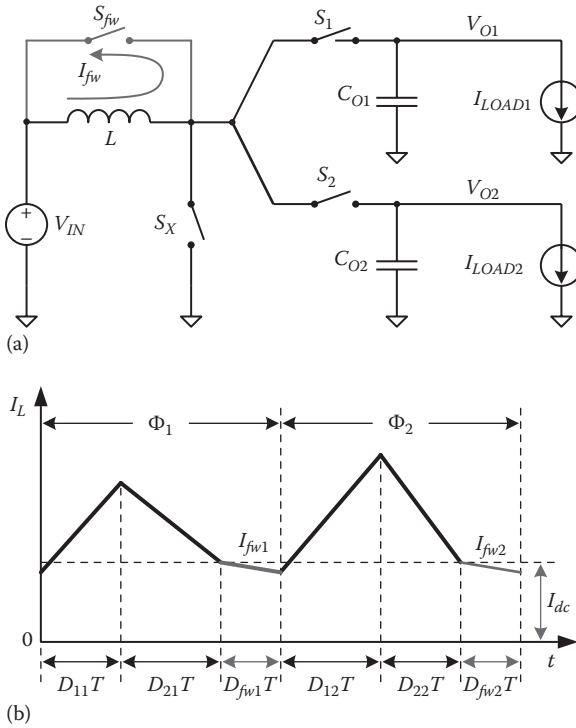 S_fw
I_fw
L
S_1
V_O1
C_O1
I_LOAD1
+
−
V_IN
S_X
S_2
V_O2
C_O2
I_LOAD2
(a)
I_L
Φ_1
Φ_2
I_fw1
I_fw2
I_dc
0
t
D_11T
D_21T
D_fw1T
D_12T
D_22T
D_fw2T
(b)